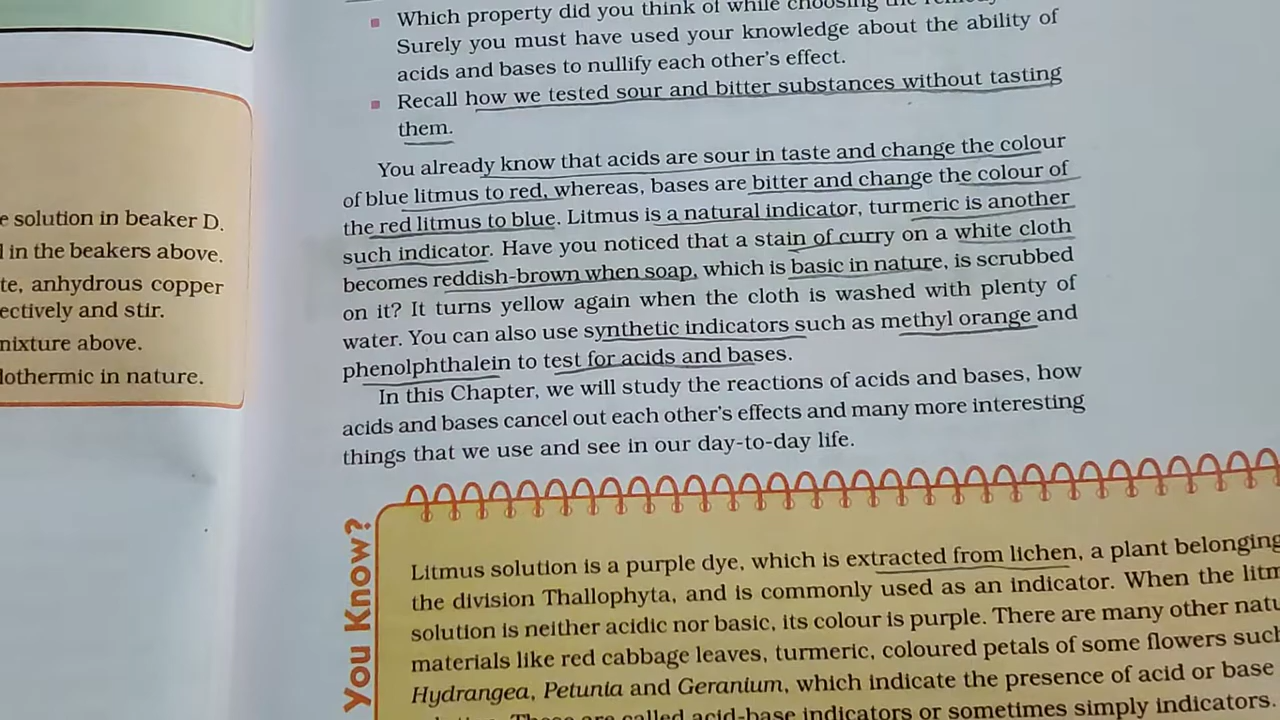 e solution in beaker D.
in the beakers above.
te, anhydrous copper
ectively and stir.
nixture above.
lothermic in nature.
Which property did you think of while choosing the
Surely you must have used your knowledge about the ability of
acids and bases to nullify each other's effect.
Recall how we tested sour and bitter substances without tasting
them.
You already know that acids are sour in taste and change the colour
of blue litmus to red, whereas, bases are bitter and change the colour of
the red litmus to blue. Litmus is a natural indicator, turmeric is another
such indicator. Have you noticed that a stain of curry on a white cloth
becomes reddish-brown when soap, which is basic in nature, is scrubbed
on it? It turns yellow again when the cloth is washed with plenty of
water. You can also use synthetic indicators such as methyl orange and
phenolphthalein to test for acids and bases.
In this Chapter, we will study the reactions of acids and bases, how
acids and bases cancel out each other's effects and many more interesting
things that we use and see in our day-to-day life.
You Know?
Litmus solution is a purple dye, which is extracted from lichen, a plant belonging
the division Thallophyta, and is commonly used as an indicator. When the litm
solution is neither acidic nor basic, its colour is purple. There are many other natu
materials like red cabbage leaves, turmeric, coloured petals of some flowers such
Hydrangea, Petunia and Geranium, which indicate the presence of acid or base
are called acid-base indicators or sometimes simply indicators.